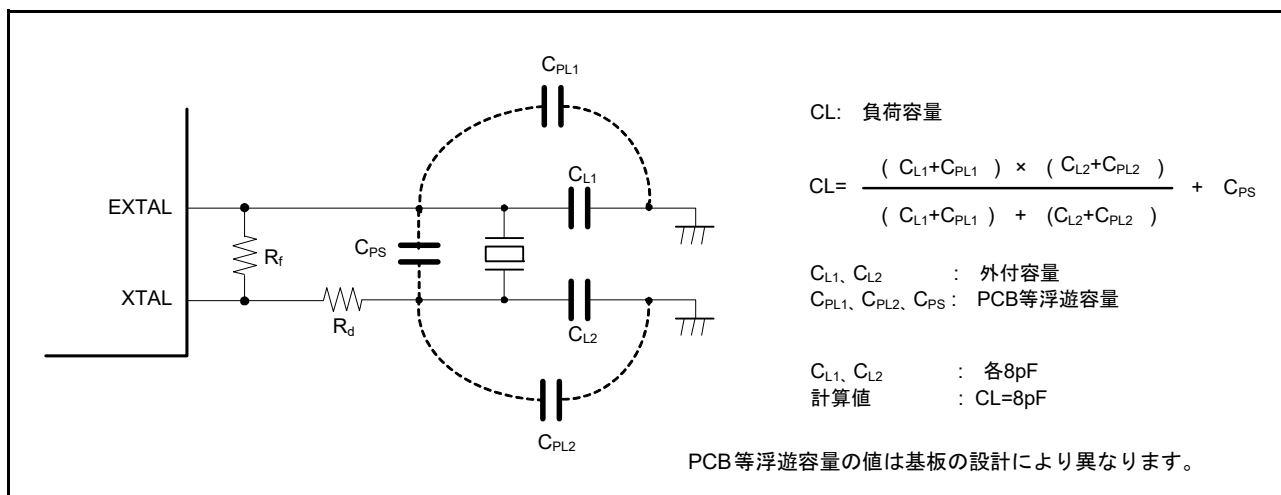 CPL1
CL: 負荷容量
CL1
( CL1+CPL1 ) × ( CL2+CPL2 )
CL= + CPS
( CL1+CPL1 ) + (CL2+CPL2 )
EXTAL
CPS
Rf
XTAL
Rd
CL2
CPL2
CL1、CL2 : 外付容量
CPL1、CPL2、CPS : PCB等浮遊容量
CL1、CL2 : 各8pF
計算値 : CL=8pF
PCB等浮遊容量の値は基板の設計により異なります。